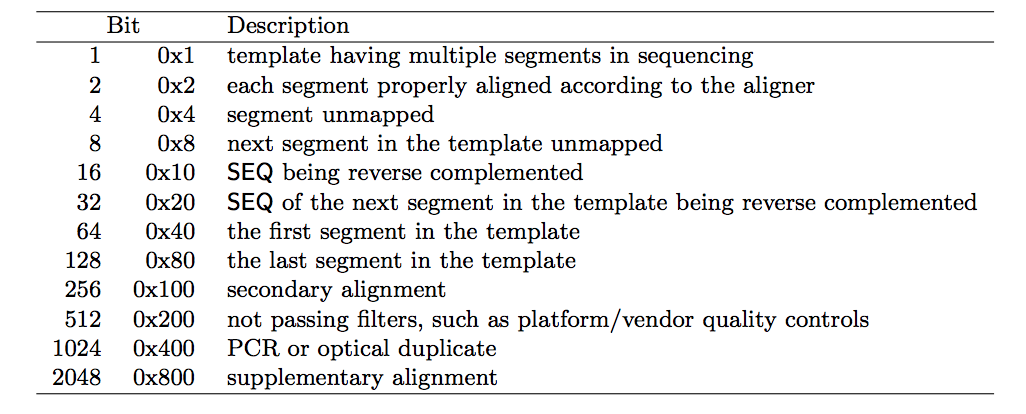 Bit Description
1 0x1 template having multiple segments in sequencing
2 0x2 each segment properly aligned according to the aligner
4 0x4 segment unmapped
8 0x8 next segment in the template unmapped
16 0x10 SEQ being reverse complemented
32 0x20 SEQ of the next segment in the template being reverse complemented
64 0x40 the first segment in the template
128 0x80 the last segment in the template
256 0x100 secondary alignment
512 0x200 not passing filters, such as platform/vendor quality controls
1024 0x400 PCR or optical duplicate
2048 0x800 supplementary alignment